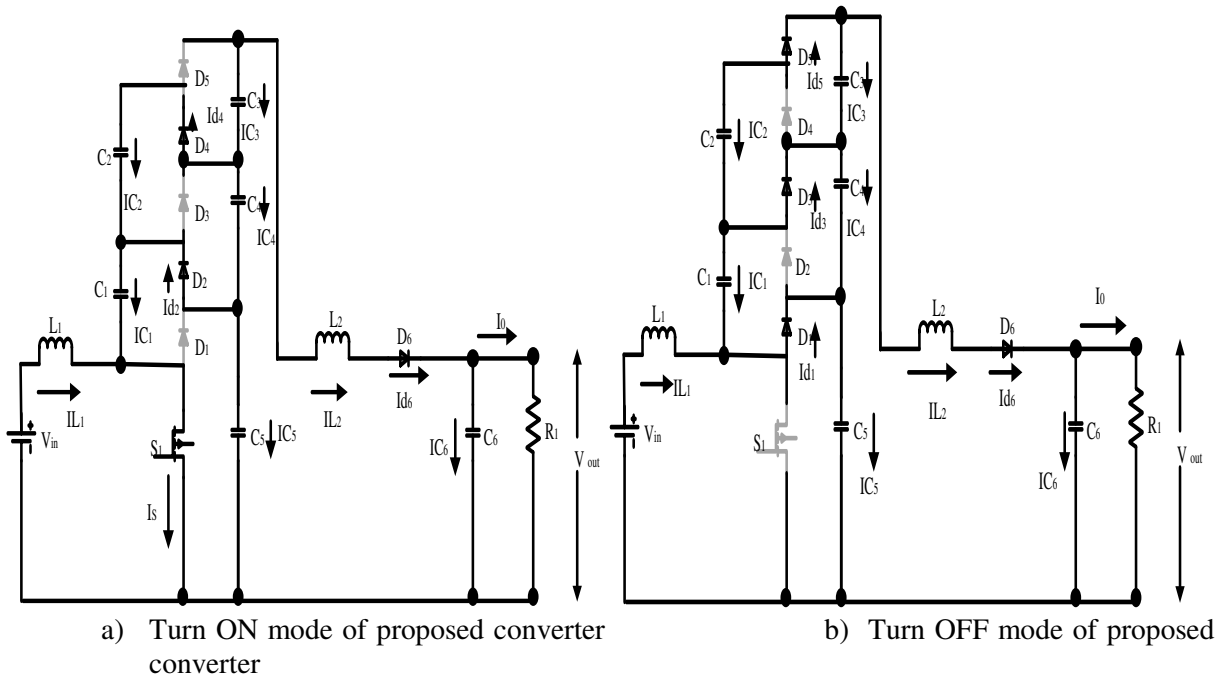 D5
C3
Id4
IC3
D4
C2
IC2
D3
C4
IC4
D2
C1
Id2
IC1
D1
L1
IL1
Vin
S1
Is
C5
IC5
L2
IL2
D6
Id6
I0
IC6
C6
R1
V out
a) Turn ON mode of proposed converter
converter
D5
Id5
C3
IC3
C2
IC2
D4
D3
Id3
C4
IC4
D2
C1
IC1
D1
Id1
L1
IL1
Vin
S1
C5
IC5
L2
IL2
D6
Id6
I0
C6
IC6
R1
V out
b) Turn OFF mode of proposed